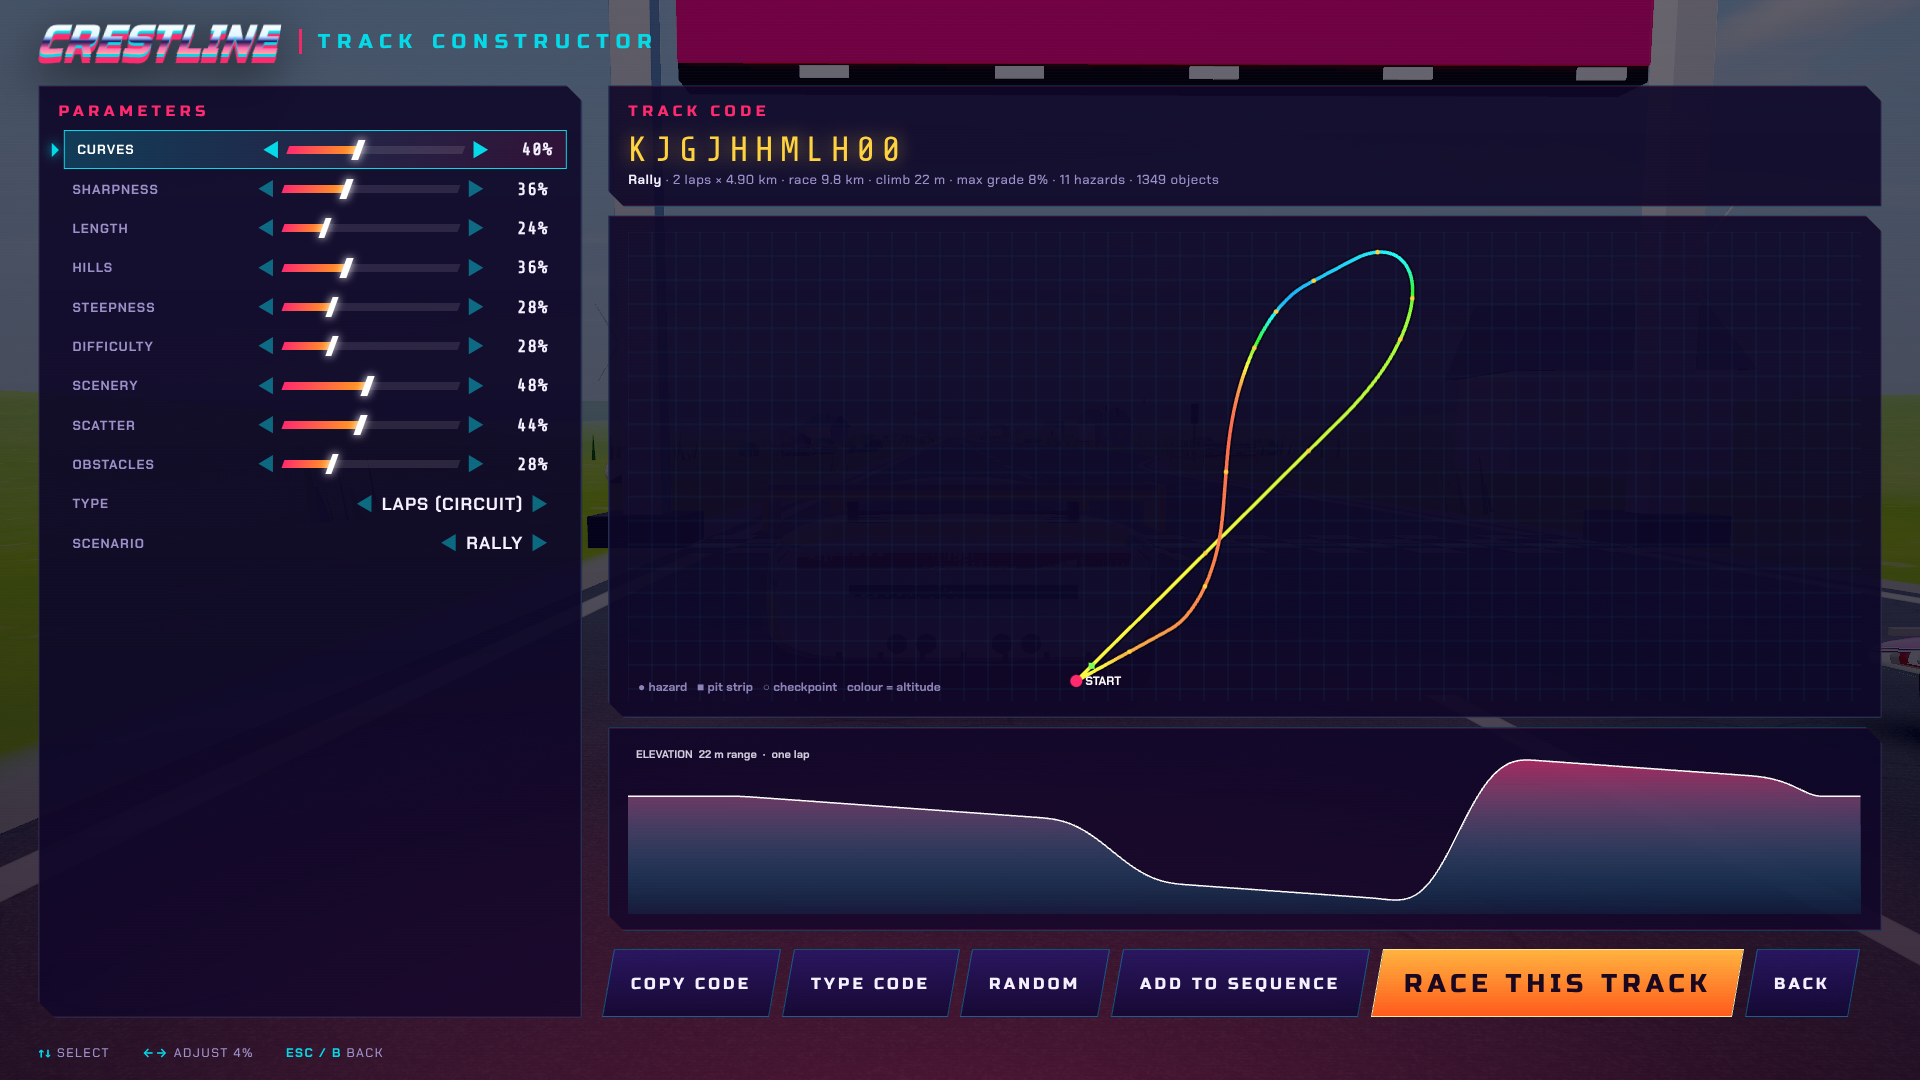 CRESTLINE
TRACK CONSTRUCTOR
PARAMETERS
CURVES 40%
SHARPNESS 36%
LENGTH 24%
HILLS 36%
STEEPNESS 28%
DIFFICULTY 28%
SCENERY 48%
SCATTER 44%
OBSTACLES 28%
TYPE LAPS (CIRCUIT)
SCENARIO RALLY
TRACK CODE
KJGJHHMLH00
Rally · 2 laps × 4.90 km · race 9.8 km · climb 22 m · max grade 8% · 11 hazards · 1349 objects
START
● hazard ■ pit strip ○ checkpoint colour = altitude
ELEVATION 22 m range · one lap
COPY CODE
TYPE CODE
RANDOM
ADD TO SEQUENCE
RACE THIS TRACK
BACK
↑↓ SELECT ←→ ADJUST 4% ESC / B BACK